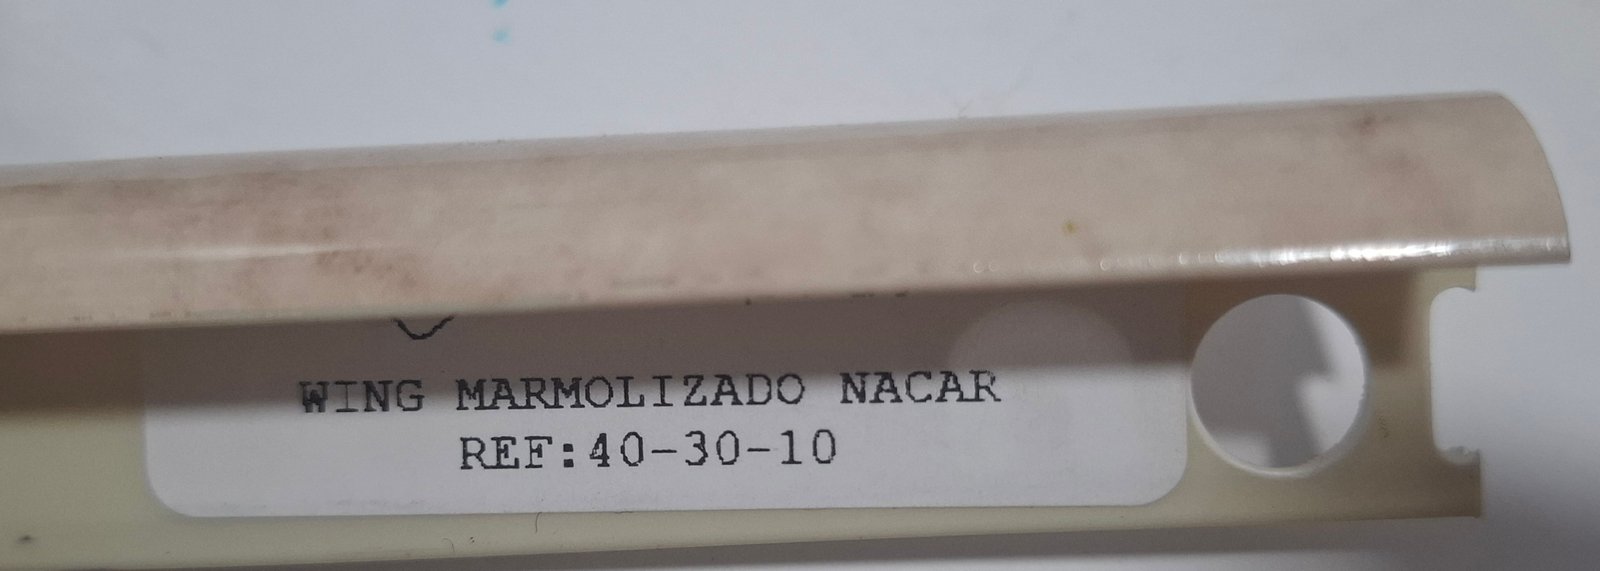 WING MARMOLIZADO NACAR
REF:40-30-10